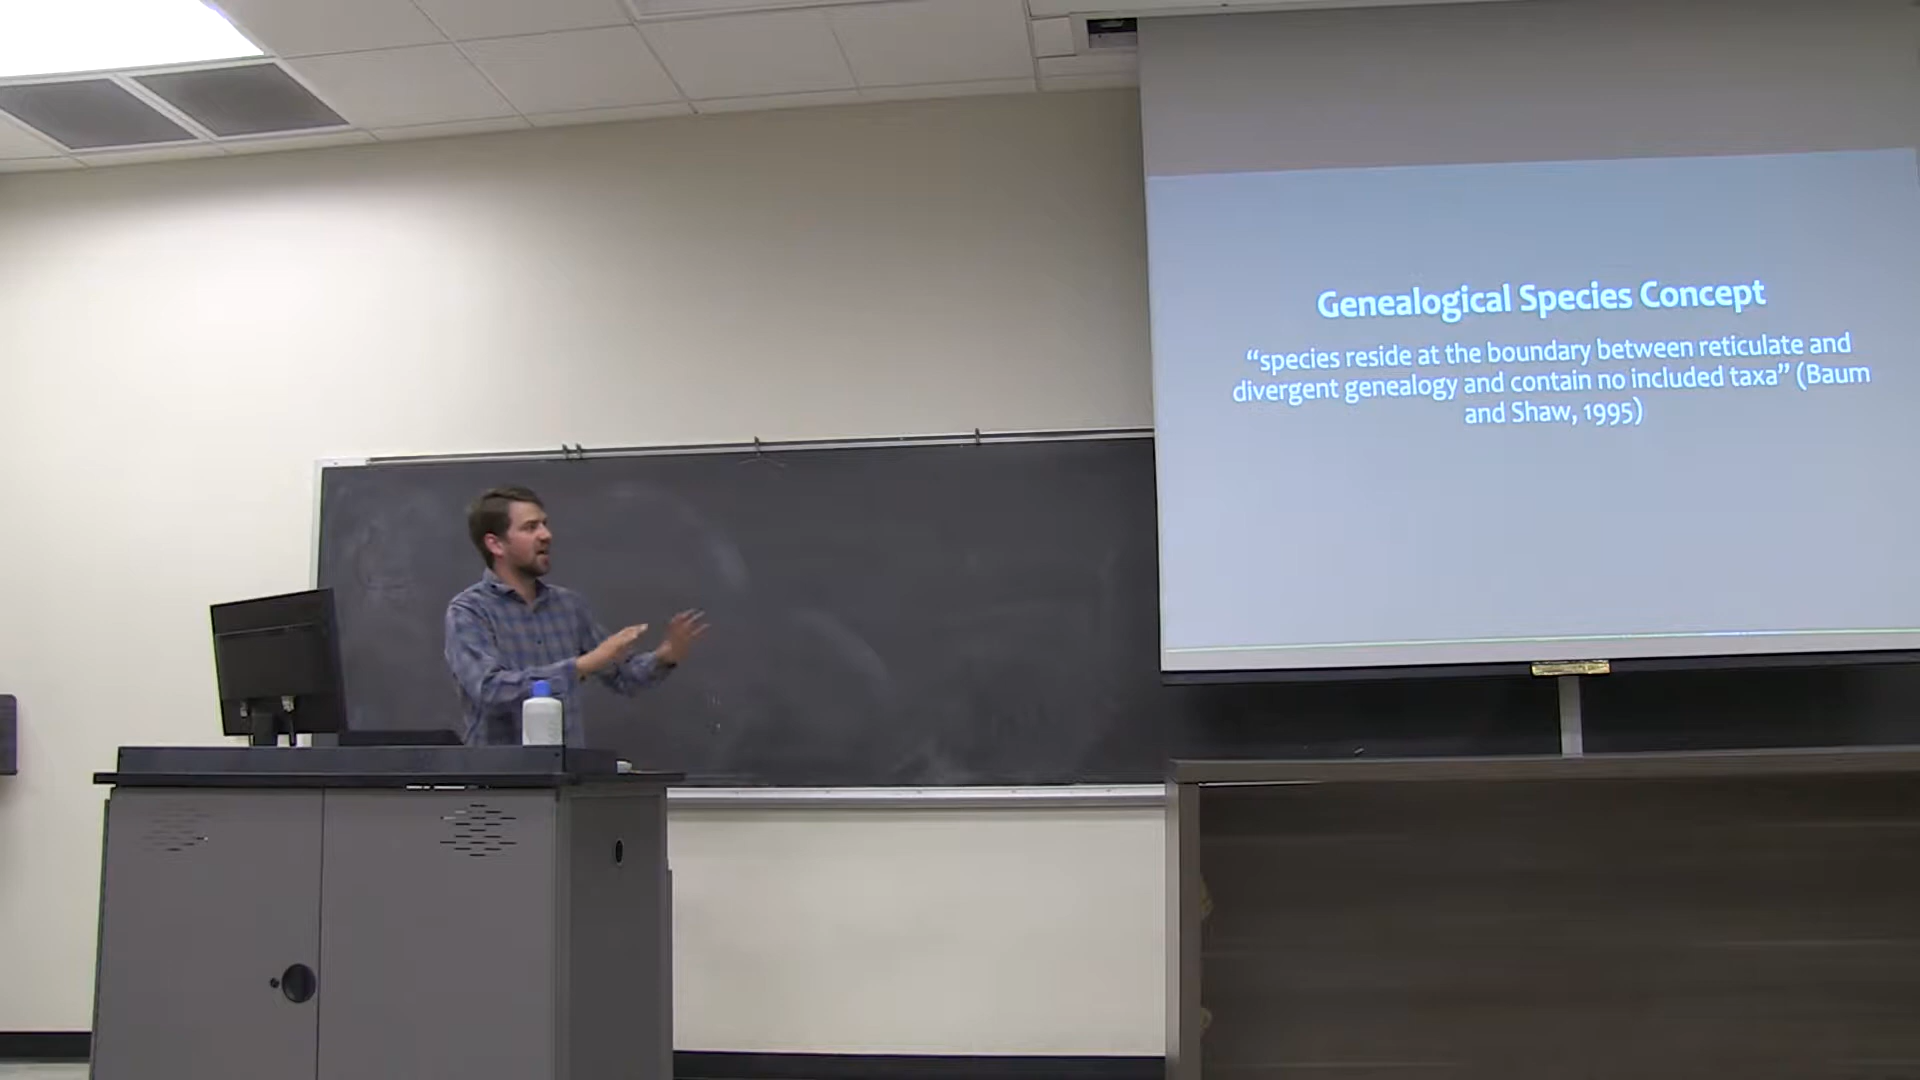 Genealogical Species Concept
“species reside at the boundary between reticulate and
divergent genealogy and contain no included taxa” (Baum
and Shaw, 1995)